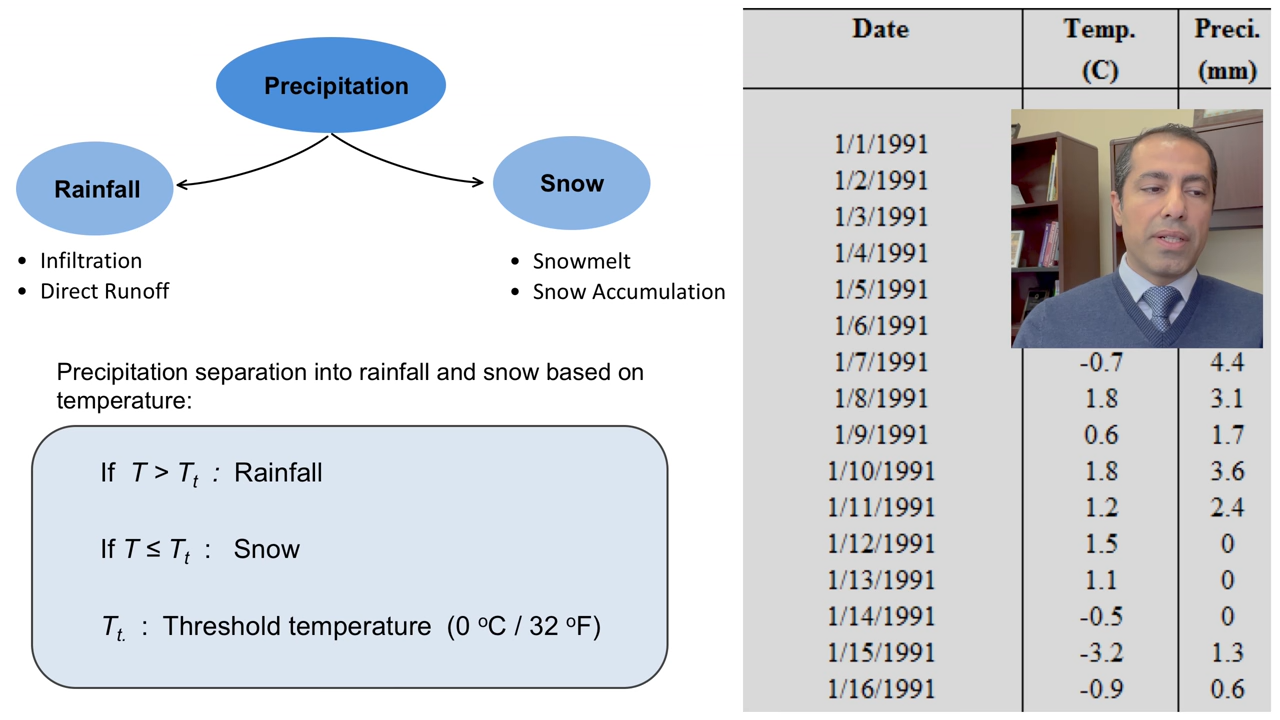 Precipitation
Rainfall
Snow
• Infiltration
• Direct Runoff
• Snowmelt
• Snow Accumulation
Precipitation separation into rainfall and snow based on
temperature:
If T > Tt : Rainfall
If T ≤ Tt : Snow
Tt. : Threshold temperature (0 oC / 32 oF)
Date Temp. Preci.
(C) (mm)
1/1/1991
1/2/1991
1/3/1991
1/4/1991
1/5/1991
1/6/1991
1/7/1991 -0.7 4.4
1/8/1991 1.8 3.1
1/9/1991 0.6 1.7
1/10/1991 1.8 3.6
1/11/1991 1.2 2.4
1/12/1991 1.5 0
1/13/1991 1.1 0
1/14/1991 -0.5 0
1/15/1991 -3.2 1.3
1/16/1991 -0.9 0.6